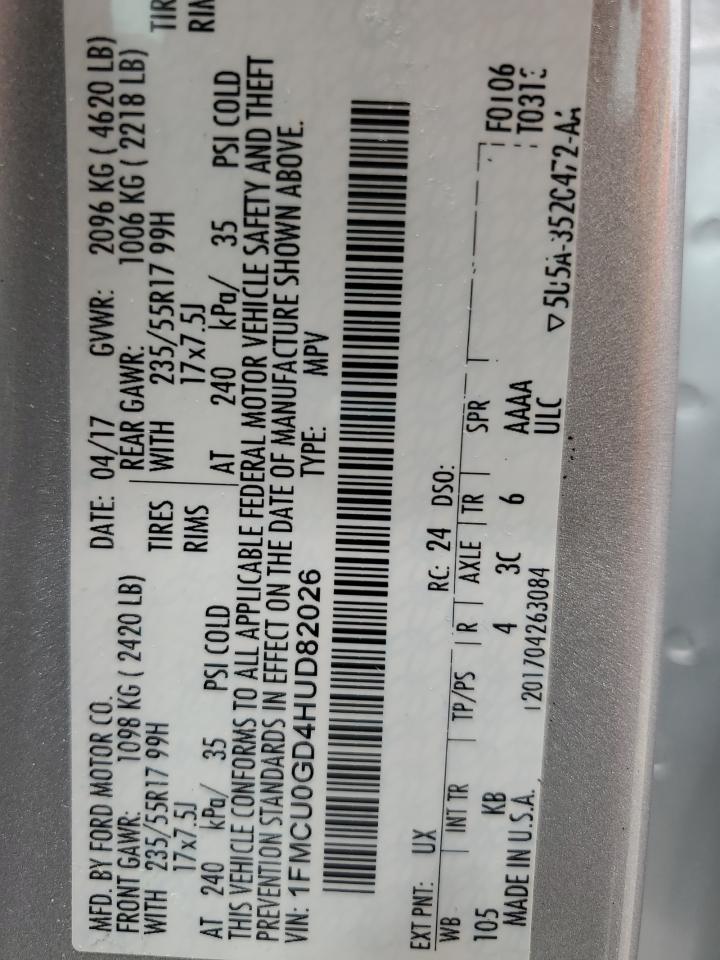 MFD. BY FORD MOTOR CO. DATE: 04/17 GVWR: 2096 KG ( 4620 LB)
FRONT GAWR: 1098 KG ( 2420 LB) REAR GAWR: 1006 KG ( 2218 LB)
WITH 235/55R17 99H TIRES WITH 235/55R17 99H TIR
17x7.5J RIMS 17x7.5J RIM
AT 240 kPa/ 35 PSI COLD AT 240 kPa/ 35 PSI COLD
THIS VEHICLE CONFORMS TO ALL APPLICABLE FEDERAL MOTOR VEHICLE SAFETY AND THEFT
PREVENTION STANDARDS IN EFFECT ON THE DATE OF MANUFACTURE SHOWN ABOVE.
VIN: 1FMCU0GD4HUD82026 TYPE: MPV
EXT PNT: UX RC: 24 DSO:
WB INT TR TP/PS R AXLE TR SPR F0106
105 KB 4 3C 6 AAAA T031
MADE IN U.S.A. 1201704263084 ULC